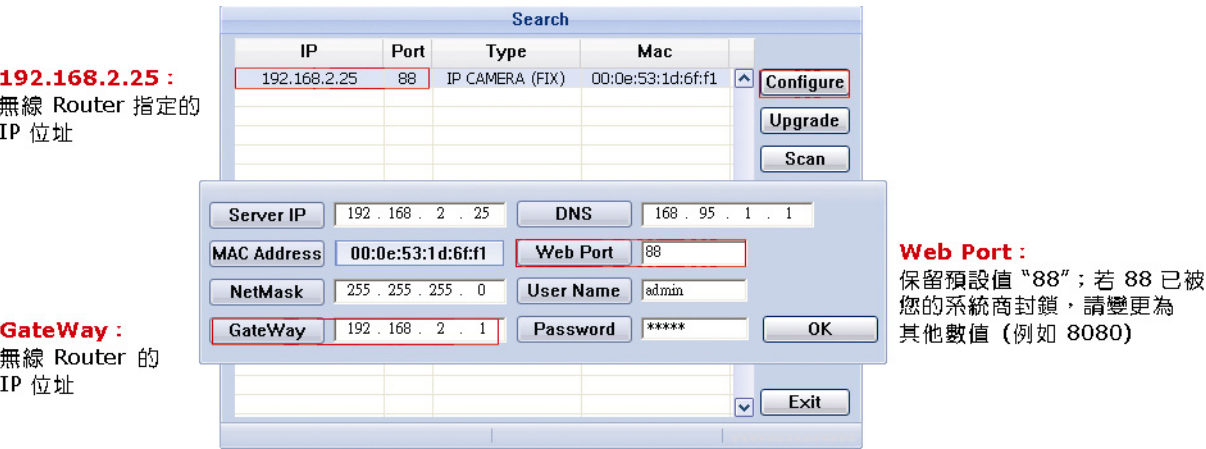 Search
IP Port Type Mac
192.168.2.25 88 IP CAMERA (FIX) 00:0e:53:1d:6f:f1
Configure
Upgrade
Scan
192.168.2.25：
無線 Router 指定的
IP 位址
Server IP 192 . 168 . 2 . 25 DNS 168 . 95 . 1 . 1
MAC Address 00:0e:53:1d:6f:f1 Web Port 88
NetMask 255 . 255 . 255 . 0 User Name admin
GateWay 192 . 168 . 2 . 1 Password ***** OK
Web Port：
保留預設值 “88”；若 88 已被
您的系統商封鎖，請變更為
其他數值 (例如 8080)
GateWay：
無線 Router 的
IP 位址
Exit